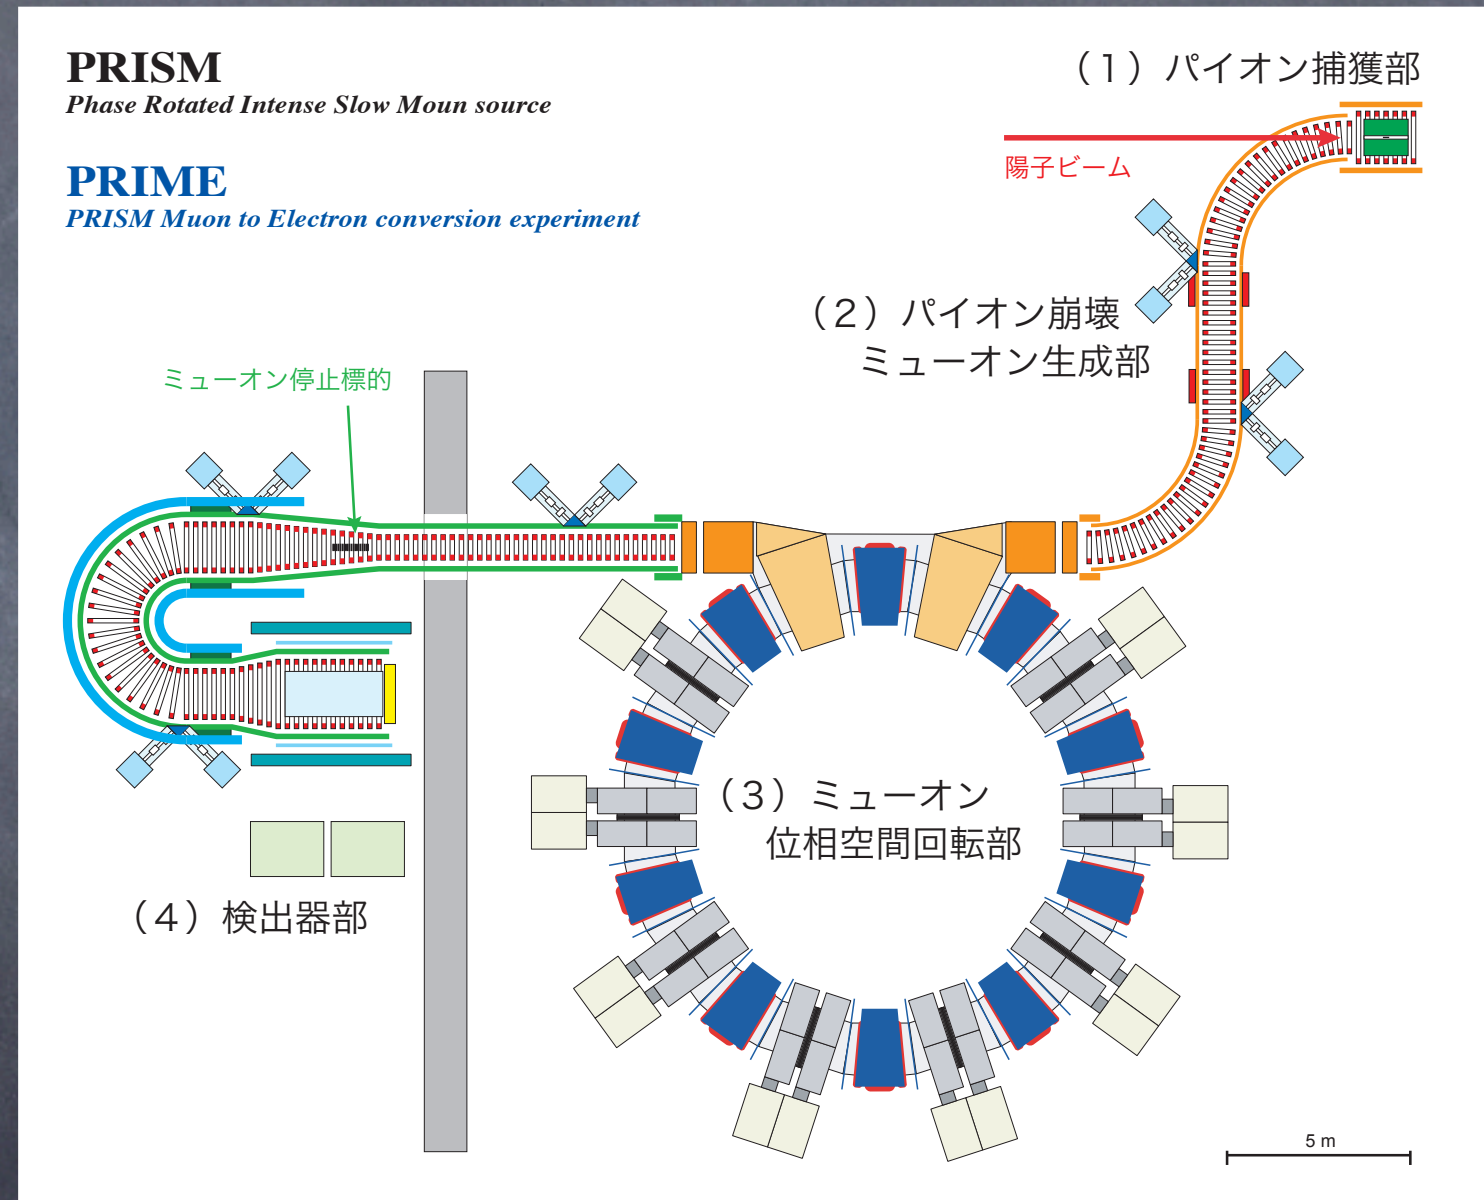 PRISM
Phase Rotated Intense Slow Moun source
PRIME
PRISM Muon to Electron conversion experiment
（1）パイオン捕獲部
陽子ビーム
（2）パイオン崩壊
ミューオン生成部
ミューオン停止標的
（3）ミューオン
位相空間回転部
（4）検出器部
5 m